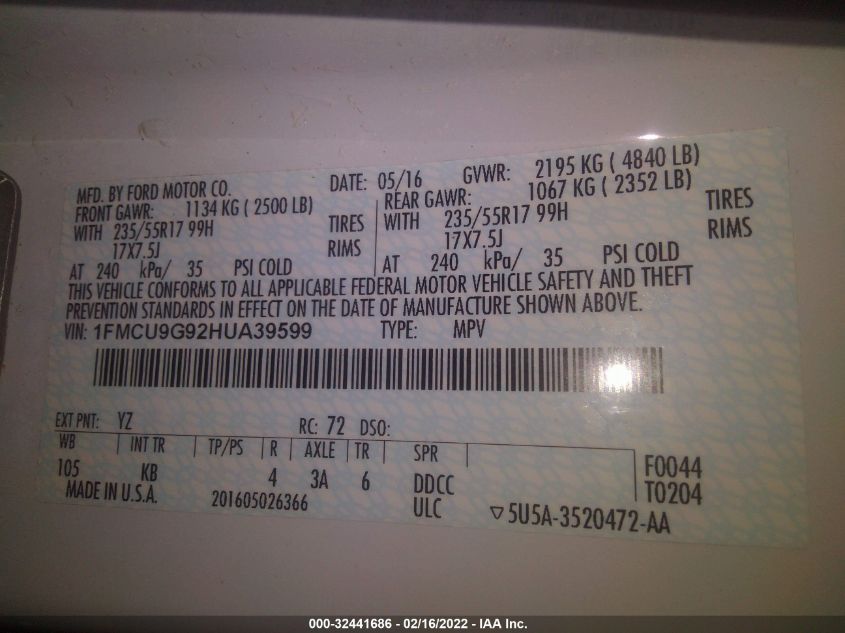 MFD. BY FORD MOTOR CO. DATE: 05/16 GVWR: 2195 KG ( 4840 LB)
FRONT GAWR: 1134 KG ( 2500 LB) REAR GAWR: 1067 KG ( 2352 LB)
WITH 235/55R17 99H TIRES WITH 235/55R17 99H TIRES
17X7.5J RIMS 17X7.5J RIMS
AT 240 kPa/ 35 PSI COLD AT 240 kPa/ 35 PSI COLD
THIS VEHICLE CONFORMS TO ALL APPLICABLE FEDERAL MOTOR VEHICLE SAFETY AND THEFT
PREVENTION STANDARDS IN EFFECT ON THE DATE OF MANUFACTURE SHOWN ABOVE.
VIN: 1FMCU9G92HUA39599 TYPE: MPV
EXT PNT: YZ RC: 72 DSO:
WB INT TR TP/PS R AXLE TR SPR F0044
105 KB 4 3A 6 DDCC T0204
MADE IN U.S.A. 201605026366 ULC ▽5U5A-3520472-AA
000-32441686 - 02/16/2022 - IAA Inc.